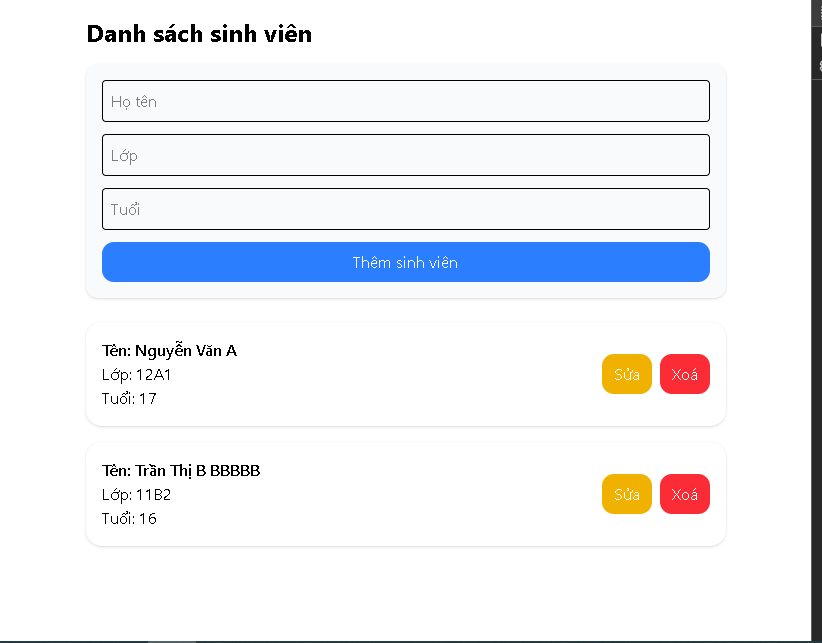 Danh sách sinh viên
Họ tên
Lớp
Tuổi
Thêm sinh viên
Tên: Nguyễn Văn A
Lớp: 12A1
Tuổi: 17
Sửa
Xoá
Tên: Trần Thị B BBBBB
Lớp: 11B2
Tuổi: 16
Sửa
Xoá